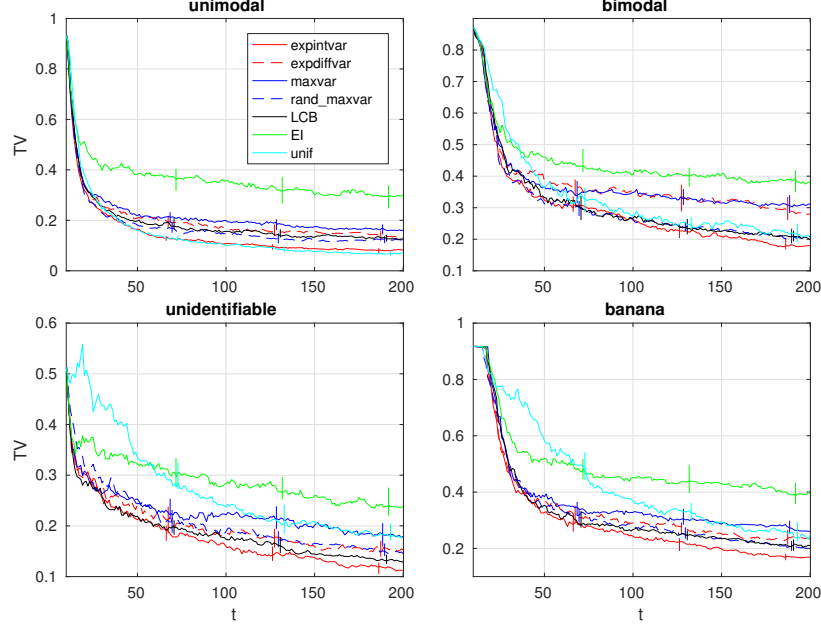 unimodal
bimodal
TV
1
0.8
0.6
0.4
0.2
0
50
100
150
200
expintvar
expdiffvar
maxvar
rand_maxvar
LCB
EI
unif
0.8
0.7
0.6
0.5
0.4
0.3
0.2
0.1
50
100
150
200
unidentifiable
banana
TV
0.6
0.5
0.4
0.3
0.2
0.1
50
100
150
200
t
1
0.8
0.6
0.4
0.2
50
100
150
200
t